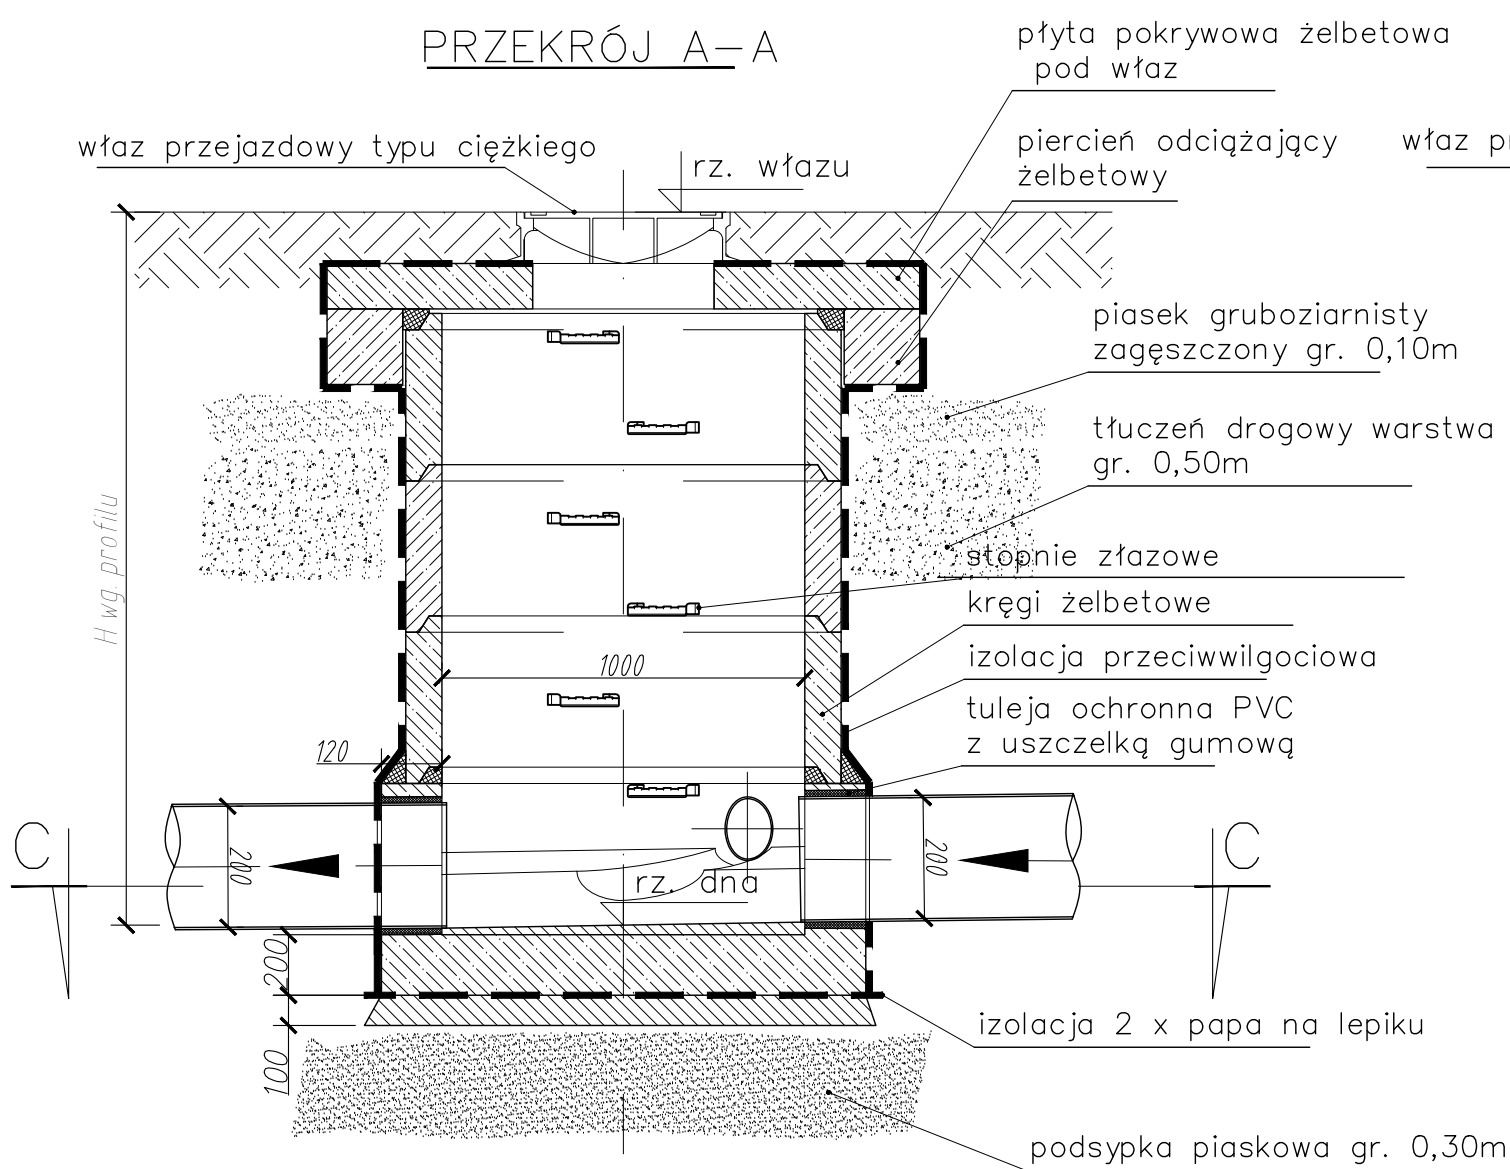 PRZEKRÓJ A-A
płyta pokrywowa żelbetowa
pod właz
właz przejazdowy typu ciężkiego
rz. włazu
piercień odciążający
żelbetowy
właz pr
piasek gruboziarnisty
zagęszczony gr. 0,10m
tłuczeń drogowy warstwa
gr. 0,50m
H wg profilu
stopnie złazowe
kręgi żelbetowe
1000
izolacja przeciwwilgociowa
tuleja ochronna PVC
z uszczelką gumową
120
C
200
200
C
rz. dna
200
izolacja 2 x papa na lepiku
100
podsypka piaskowa gr. 0,30m